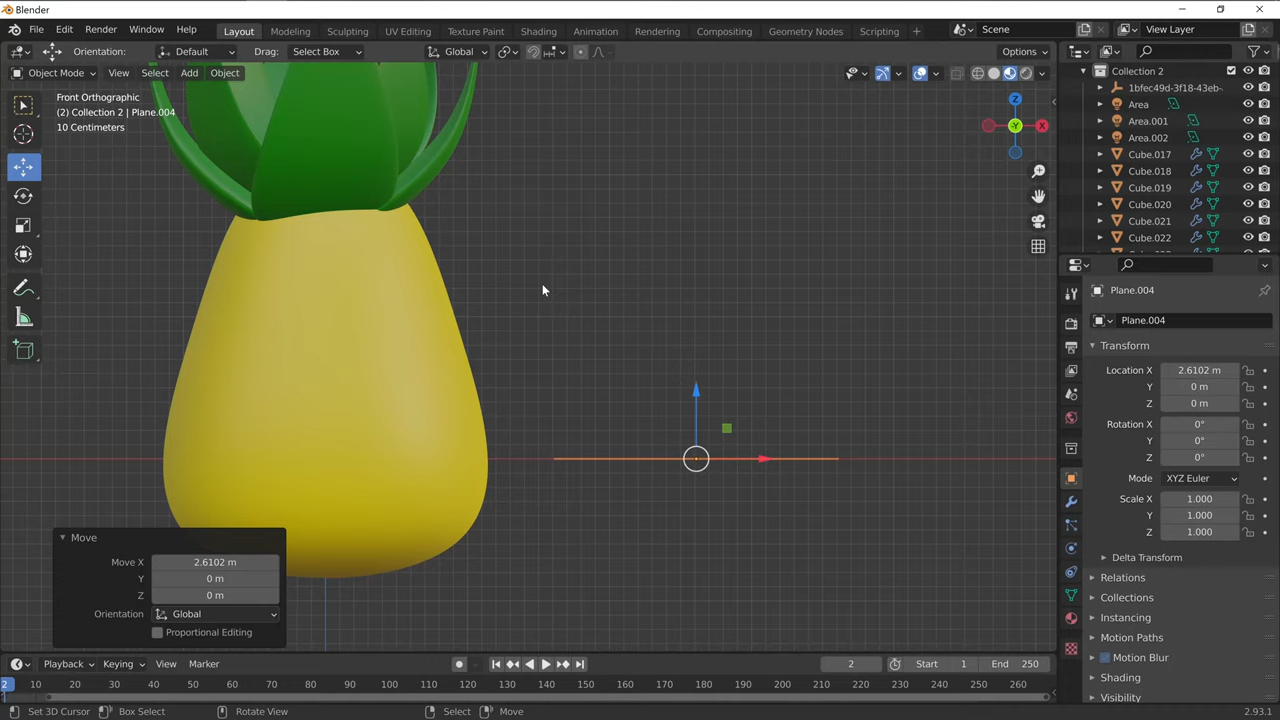 Blender
File Edit Render Window Help Layout Modeling Sculpting UV Editing Texture Paint Shading Animation Rendering Compositing Geometry Nodes Scripting + Scene View Layer
Orientation: Default Drag: Select Box Global Options
Object Mode View Select Add Object
Front Orthographic
(2) Collection 2 | Plane.004
10 Centimeters
Z
-Y
X
Collection 2
1bfec49d-3f18-43eb-
Area
Area.001
Area.002
Cube.017
Cube.018
Cube.019
Cube.020
Cube.021
Cube.022
Plane.004
Plane.004
Transform
Location X 2.6102 m
Y 0 m
Z 0 m
Rotation X 0°
Y 0°
Z 0°
Mode XYZ Euler
Scale X 1.000
Y 1.000
Z 1.000
Delta Transform
Relations
Collections
Instancing
Motion Paths
Motion Blur
Shading
Visibility
Move
Move X 2.6102 m
Y 0 m
Z 0 m
Orientation Global
Proportional Editing
Playback Keying View Marker 2 Start 1 End 250
2 10 20 30 40 50 60 70 80 90 100 110 120 130 140 150 160 170 180 190 200 210 220 230 240 250 260
Set 3D Cursor Box Select Rotate View Select Move 2.93.1